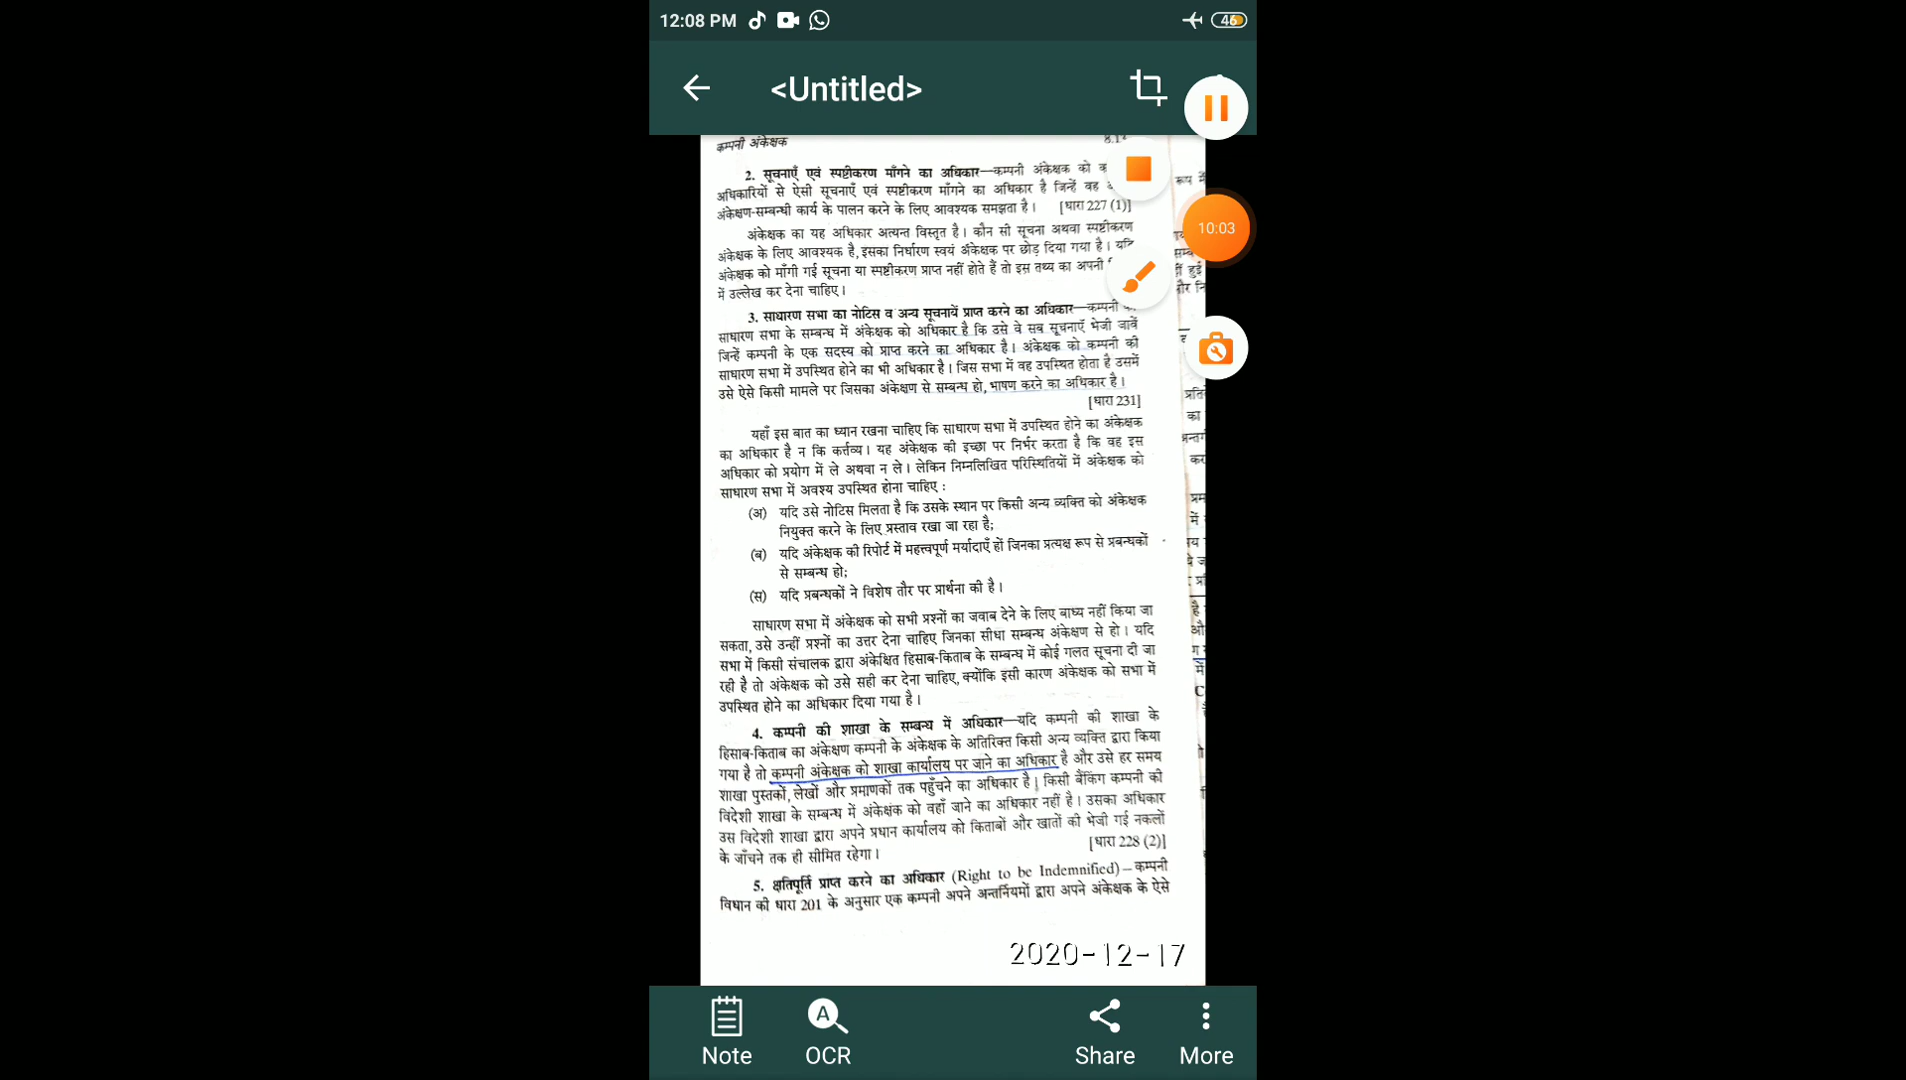 12:08 PM
46
<Untitled>
10:03
कम्पनी अंकेक्षक
2. सूचनाएँ एवं स्पष्टीकरण माँगने का अधिकार—कम्पनी अंकेक्षक को
अधिकारियों से ऐसी सूचनाएँ एवं स्पष्टीकरण माँगने का अधिकार है जिन्हें वह
अंकेक्षण-सम्बन्धी कार्य के पालन करने के लिए आवश्यक समझता है। [धारा 227 (1)]
अंकेक्षक का यह अधिकार अत्यन्त विस्तृत है। कौन सी सूचना अथवा स्पष्टीकरण
अंकेक्षक के लिए आवश्यक है, इसका निर्धारण स्वयं अंकेक्षक पर छोड़ दिया गया है। यदि
अंकेक्षक को माँगी गई सूचना या स्पष्टीकरण प्राप्त नहीं होते हैं तो इस तथ्य का अपनी
में उल्लेख कर देना चाहिए।
3. साधारण सभा का नोटिस व अन्य सूचनायें प्राप्त करने का अधिकार—कम्पनी की
साधारण सभा के सम्बन्ध में अंकेक्षक को अधिकार है कि उसे वे सब सूचनाएँ भेजी जावें
जिन्हें कम्पनी के एक सदस्य को प्राप्त करने का अधिकार है। अंकेक्षक को कम्पनी की
साधारण सभा में उपस्थित होने का भी अधिकार है। जिस सभा में वह उपस्थित होता है उसमें
उसे ऐसे किसी मामले पर जिसका अंकेक्षण से सम्बन्ध हो, भाषण करने का अधिकार है।
[धारा 231]
यहाँ इस बात का ध्यान रखना चाहिए कि साधारण सभा में उपस्थित होने का अंकेक्षक
का अधिकार है न कि कर्त्तव्य। यह अंकेक्षक की इच्छा पर निर्भर करता है कि वह इस
अधिकार को प्रयोग में ले अथवा न ले। लेकिन निम्नलिखित परिस्थितियों में अंकेक्षक को
साधारण सभा में अवश्य उपस्थित होना चाहिए :
(अ) यदि उसे नोटिस मिलता है कि उसके स्थान पर किसी अन्य व्यक्ति को अंकेक्षक
नियुक्त करने के लिए प्रस्ताव रखा जा रहा है;
(ब) यदि अंकेक्षक की रिपोर्ट में महत्त्वपूर्ण मर्यादाएँ हों जिनका प्रत्यक्ष रूप से प्रबन्धकों
से सम्बन्ध हो;
(स) यदि प्रबन्धकों ने विशेष तौर पर प्रार्थना की है।
साधारण सभा में अंकेक्षक को सभी प्रश्नों का जवाब देने के लिए बाध्य नहीं किया जा
सकता, उसे उन्हीं प्रश्नों का उत्तर देना चाहिए जिनका सीधा सम्बन्ध अंकेक्षण से हो। यदि
सभा में किसी संचालक द्वारा अंकेक्षित हिसाब-किताब के सम्बन्ध में कोई गलत सूचना दी जा
रही है तो अंकेक्षक को उसे सही कर देना चाहिए, क्योंकि इसी कारण अंकेक्षक को सभा में
उपस्थित होने का अधिकार दिया गया है।
4. कम्पनी की शाखा के सम्बन्ध में अधिकार—यदि कम्पनी की शाखा के
हिसाब-किताब का अंकेक्षण कम्पनी के अंकेक्षक के अतिरिक्त किसी अन्य व्यक्ति द्वारा किया
गया है तो कम्पनी अंकेक्षक को शाखा कार्यालय पर जाने का अधिकार है और उसे हर समय
शाखा पुस्तकों, लेखों और प्रमाणकों तक पहुँचने का अधिकार है। किसी बैंकिंग कम्पनी की
विदेशी शाखा के सम्बन्ध में अंकेक्षक को वहाँ जाने का अधिकार नहीं है। उसका अधिकार
उस विदेशी शाखा द्वारा अपने प्रधान कार्यालय को किताबों और खातों की भेजी गई नकलों
के जाँचने तक ही सीमित रहेगा। [धारा 228 (2)]
5. क्षतिपूर्ति प्राप्त करने का अधिकार (Right to be Indemnified)–कम्पनी
विधान की धारा 201 के अनुसार एक कम्पनी अपने अन्तर्नियमों द्वारा अपने अंकेक्षक के ऐसे
2020-12-17
Note
OCR
Share
More